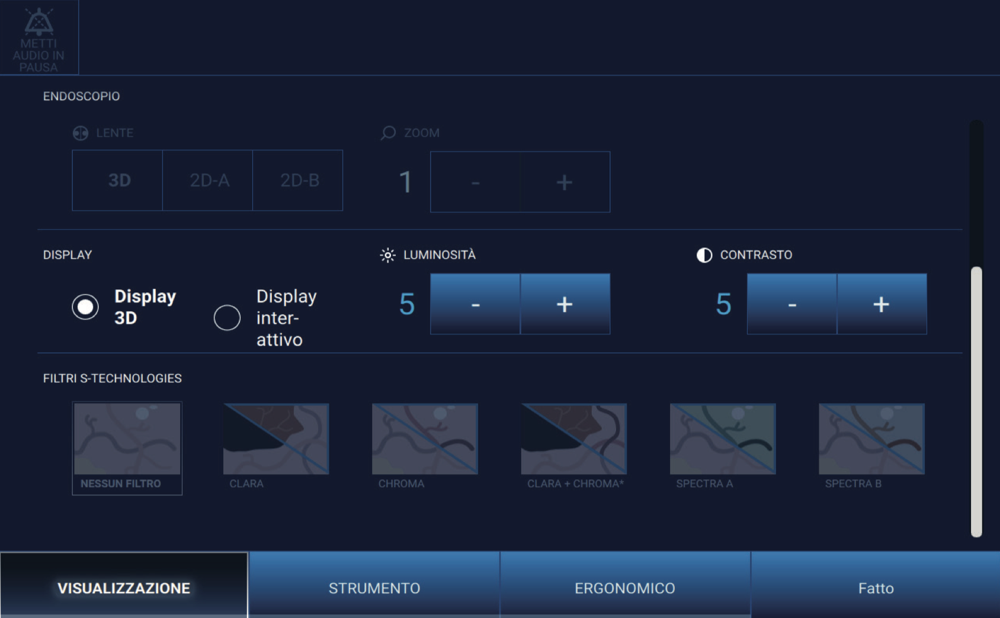 METTI
AUDIO IN
PAUSA
ENDOSCOPIO
LENTE
ZOOM
3D
2D-A
2D-B
1
-
+
DISPLAY
LUMINOSITÀ
CONTRASTO
Display
3D
Display
inter-
attivo
5
-
+
5
-
+
FILTRI S-TECHNOLOGIES
NESSUN FILTRO
CLARA
CHROMA
CLARA + CHROMA*
SPECTRA A
SPECTRA B
VISUALIZZAZIONE
STRUMENTO
ERGONOMICO
Fatto